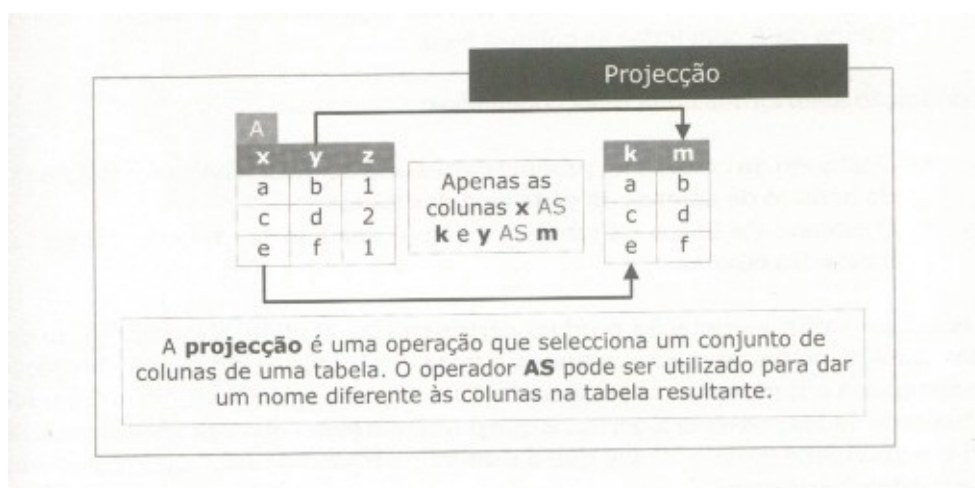 Projecção
A
x y z
a b 1
c d 2
e f 1
Apenas as
colunas x AS
k e y AS m
k m
a b
c d
e f
A projecção é uma operação que selecciona um conjunto de
colunas de uma tabela. O operador AS pode ser utilizado para dar
um nome diferente às colunas na tabela resultante.